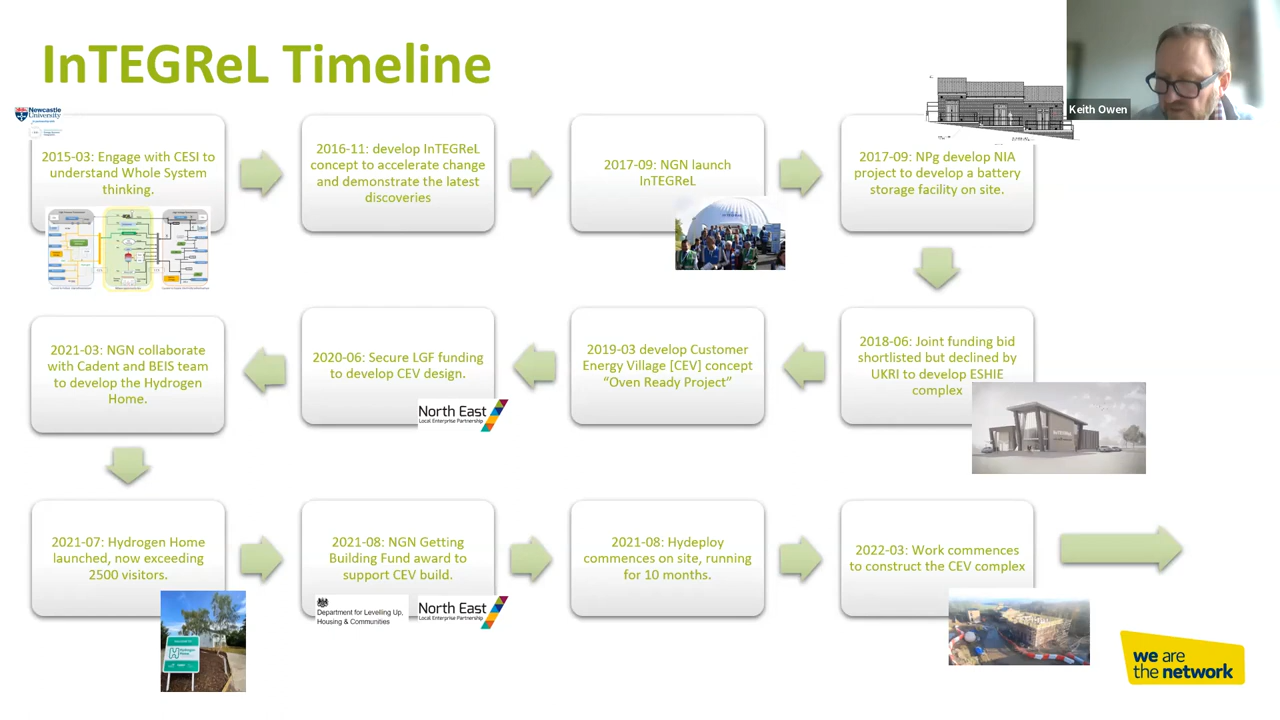 InTEGReL Timeline
Keith Owen
Newcastle
University
2015-03: Engage with CESI to
understand Whole System
thinking.
2016-11: develop InTEGReL
concept to accelerate change
and demonstrate the latest
discoveries
2017-09: NGN launch
InTEGReL
2017-09: NPg develop NIA
project to develop a battery
storage facility on site.
2021-03: NGN collaborate
with Cadent and BEIS team
to develop the Hydrogen
Home.
2020-06: Secure LGF funding
to develop CEV design.
North East
Local Enterprise Partnership
2019-03 develop Customer
Energy Village [CEV] concept
“Oven Ready Project”
2018-06: Joint funding bid
shortlisted but declined by
UKRI to develop ESHIE
complex
2021-07: Hydrogen Home
launched, now exceeding
2500 visitors.
Hydrogen
Home
2021-08: NGN Getting
Building Fund award to
support CEV build.
Department for Levelling Up,
Housing & Communities
North East
Local Enterprise Partnership
2021-08: Hydeploy
commences on site, running
for 10 months.
2022-03: Work commences
to construct the CEV complex
we are
the network